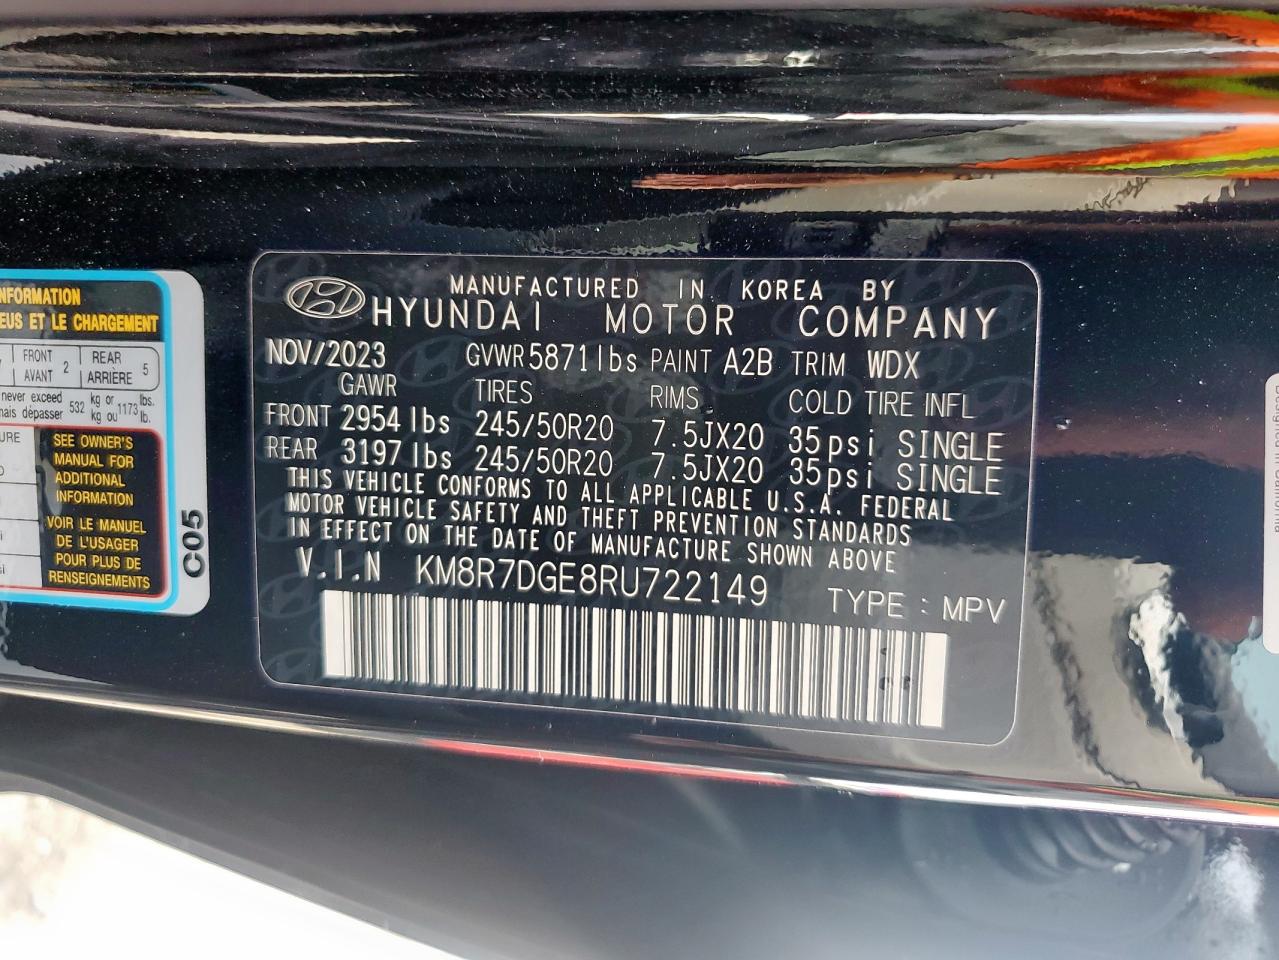 NFORMATION
EUS ET LE CHARGEMENT
FRONT AVANT 2 REAR ARRIÈRE 5
never exceed 532 kg or 1173 lbs.
mais dépasser kg ou lb.
SEE OWNER'S
MANUAL FOR
ADDITIONAL
INFORMATION
VOIR LE MANUEL
DE L'USAGER
POUR PLUS DE
RENSEIGNEMENTS
C05
MANUFACTURED IN KOREA BY
HYUNDAI MOTOR COMPANY
NOV/2023 GVWR 5871 lbs PAINT A2B TRIM WDX
GAWR TIRES RIMS COLD TIRE INFL
FRONT 2954 lbs 245/50R20 7.5JX20 35psi SINGLE
REAR 3197 lbs 245/50R20 7.5JX20 35psi SINGLE
THIS VEHICLE CONFORMS TO ALL APPLICABLE U.S.A. FEDERAL
MOTOR VEHICLE SAFETY AND THEFT PREVENTION STANDARDS
IN EFFECT ON THE DATE OF MANUFACTURE SHOWN ABOVE
V.I.N KM8R7DGE8RU722149 TYPE : MPV